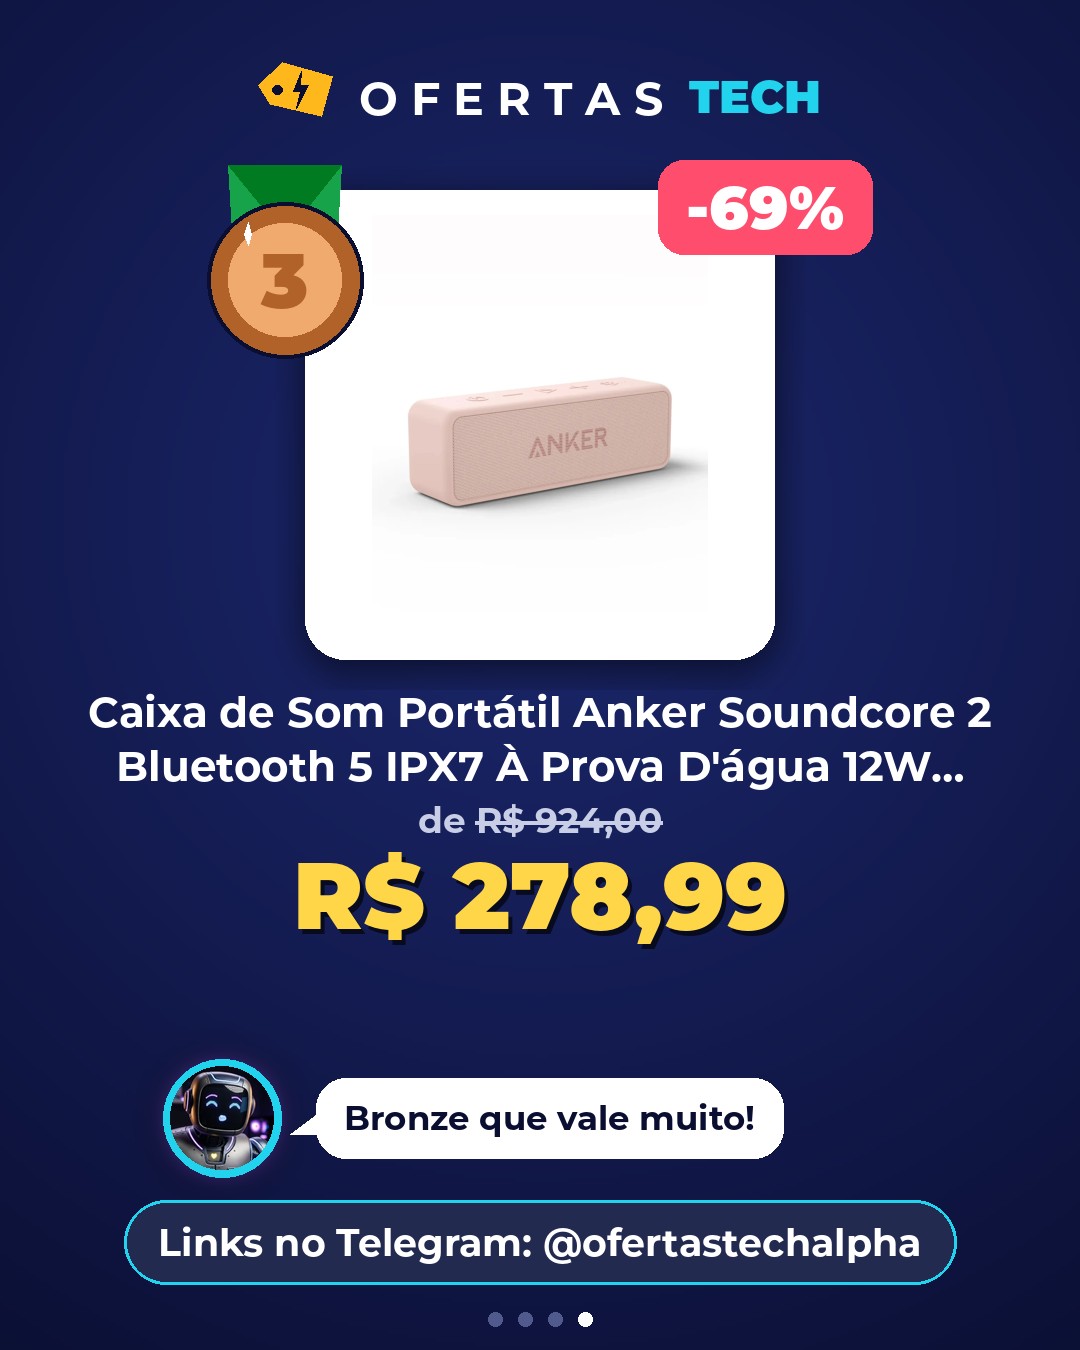 OFERTAS TECH
-69%
3
ANKER
Caixa de Som Portátil Anker Soundcore 2
Bluetooth 5 IPX7 À Prova D'água 12W...
de R$ 924,00
R$ 278,99
Bronze que vale muito!
Links no Telegram: @ofertastechalpha